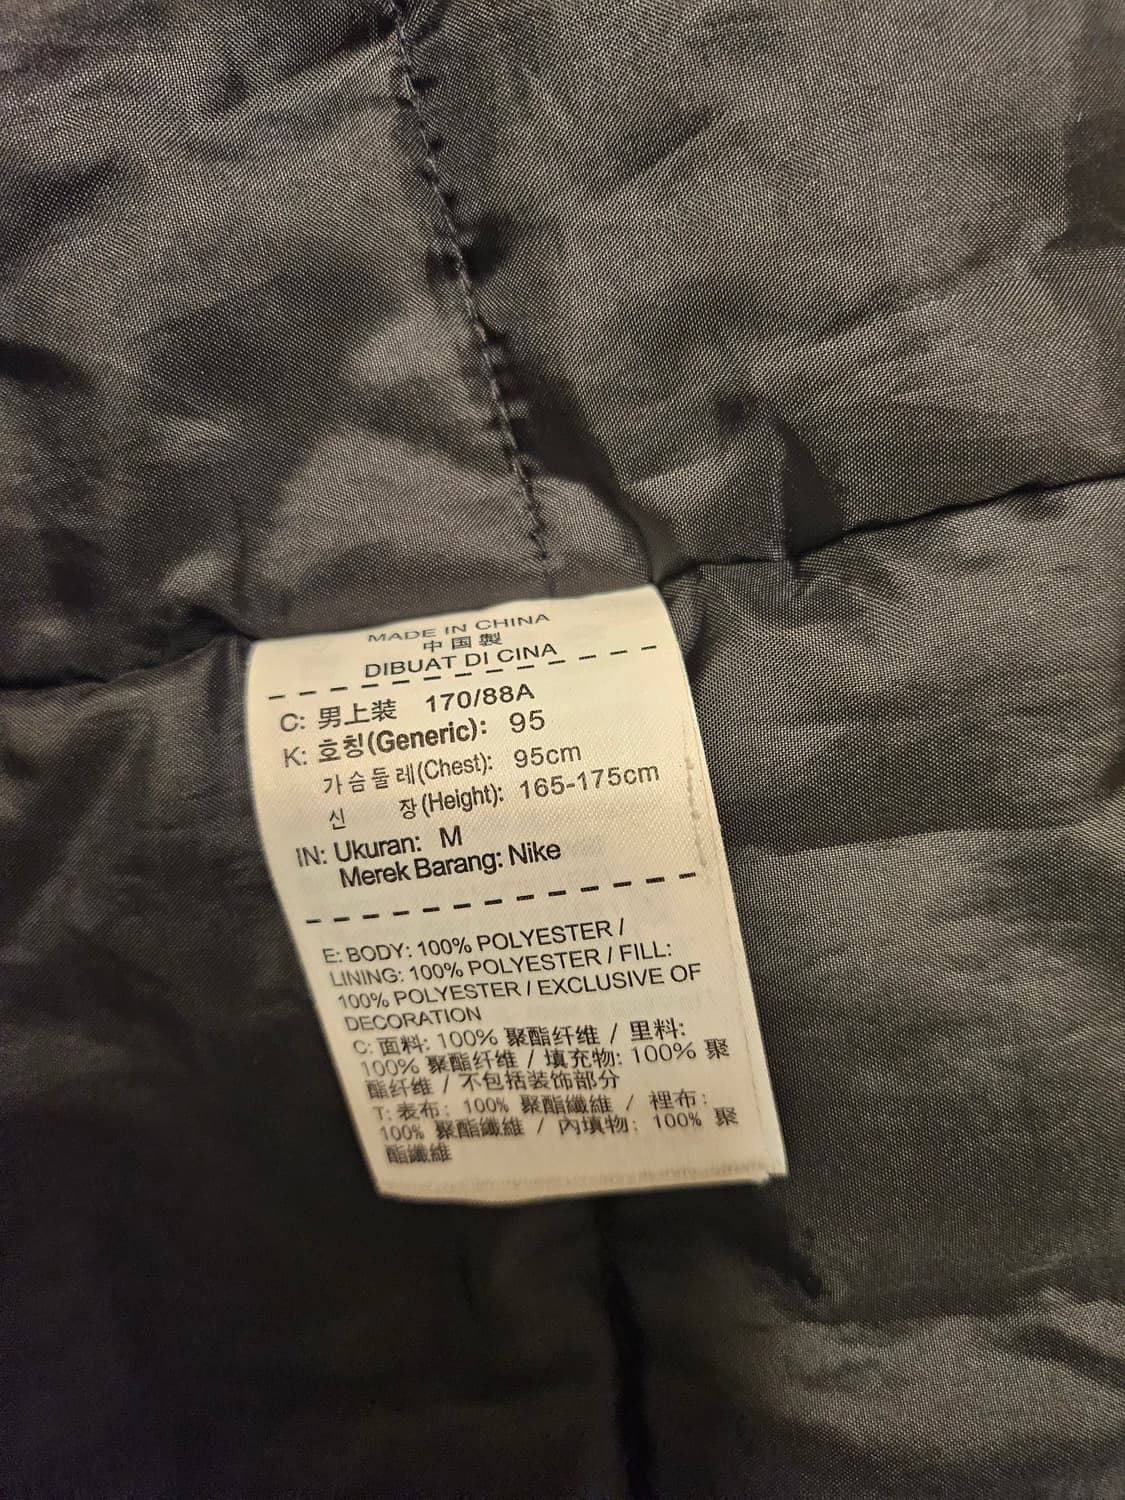 MADE IN CHINA
中国製
DIBUAT DI CINA
C: 男上装 170/88A
K: 호칭(Generic): 95
가슴둘레(Chest): 95cm
신 장(Height): 165-175cm
IN: Ukuran: M
Merek Barang: Nike
E: BODY: 100% POLYESTER /
LINING: 100% POLYESTER / FILL:
100% POLYESTER / EXCLUSIVE OF
DECORATION
C: 面料: 100% 聚酯纤维 / 里料:
100% 聚酯纤维 / 填充物: 100% 聚
酯纤维 / 不包括装饰部分
T: 表布: 100% 聚酯纖維 / 裡布:
100% 聚酯纖維 / 內填物: 100% 聚
酯纖維